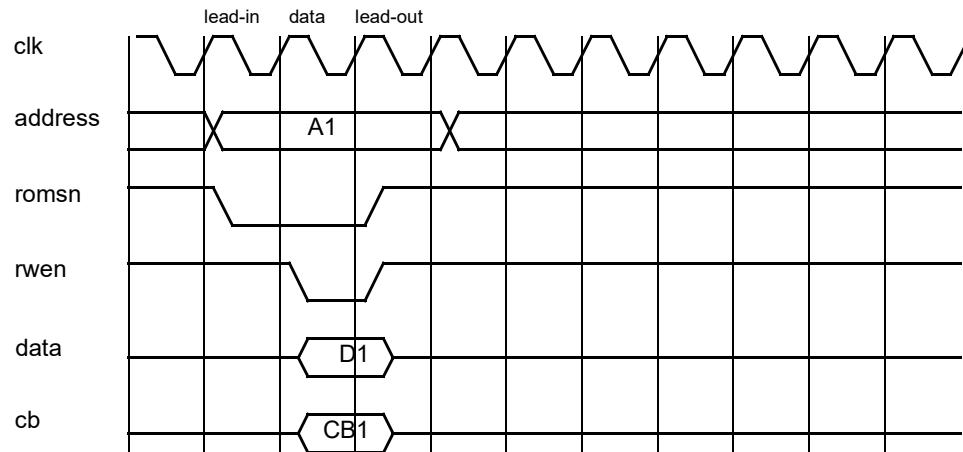 lead-in data lead-out
clk
address A1
romsn
rwen
data D1
cb CB1